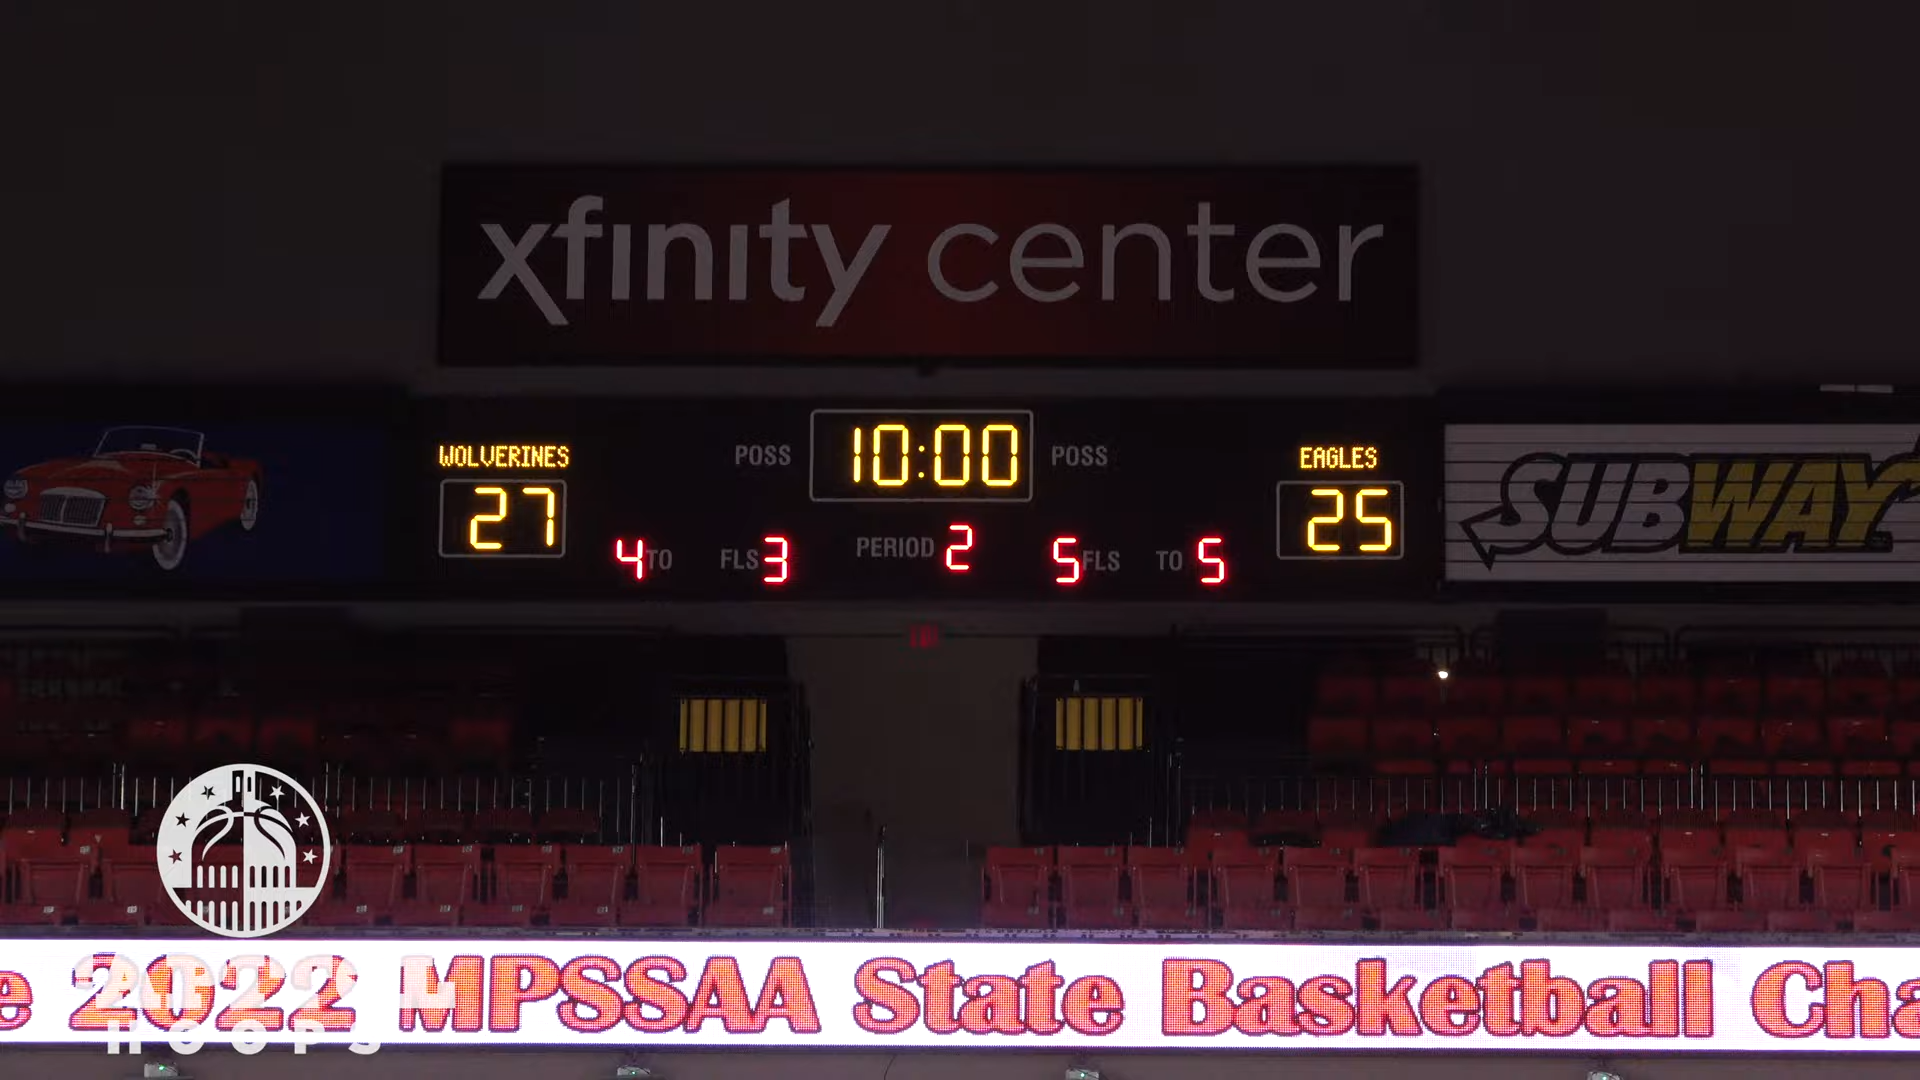 xfinity center
WOLVERINES POSS 10:00 POSS EAGLES
27 25
4 TO FLS 3 PERIOD 2 5 FLS TO 5
SUBWAY
e 2022 MPSSAA State Basketball Cha
HOOPS